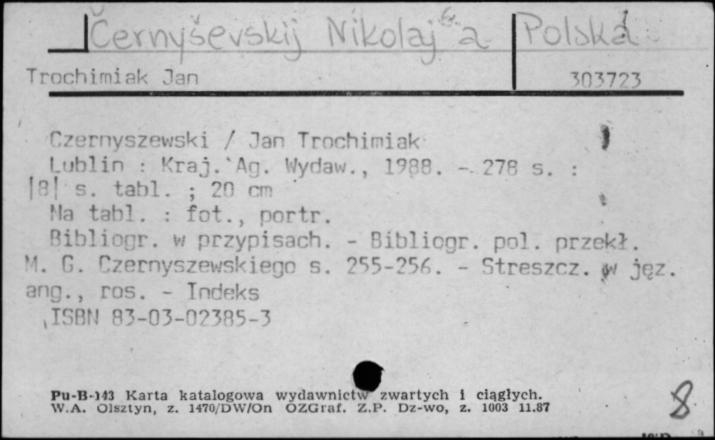 Černyševskij Nikolaj a Polska
Trochimiak Jan 303723
Czernyszewski / Jan Trochimiak
Lublin : Kraj. Ag. Wydaw., 1988. - 278 s. :
|8| s. tabl. ; 20 cm
Na tabl. : fot., portr.
Bibliogr. w przypisach. - Bibliogr. pol. przekł.
M. G. Czernyszewskiego s. 255-256. - Streszcz. w jęz.
ang., ros. - Indeks
ISBN 83-03-02385-3
Pu-B-143 Karta katalogowa wydawnictw zwartych i ciągłych.
W.A. Olsztyn, z. 1470/DW/On OZGraf. Z.P. Dz-wo, z. 1003 11.87
8